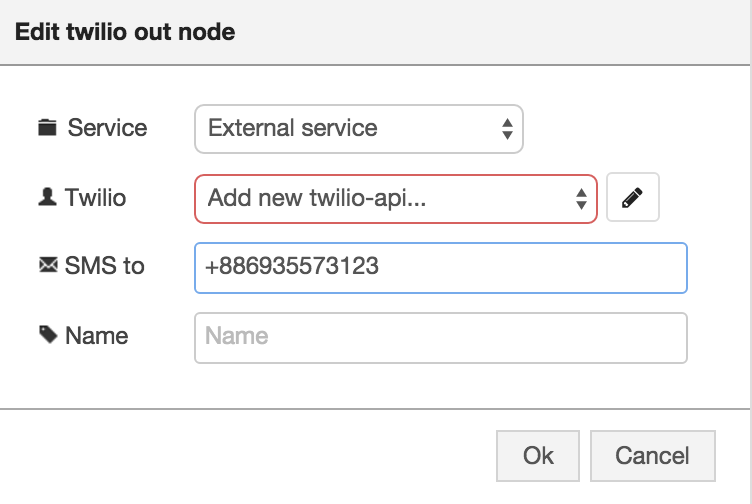 Edit twilio out node
Service External service
Twilio Add new twilio-api...
SMS to +886935573123
Name Name
Ok Cancel